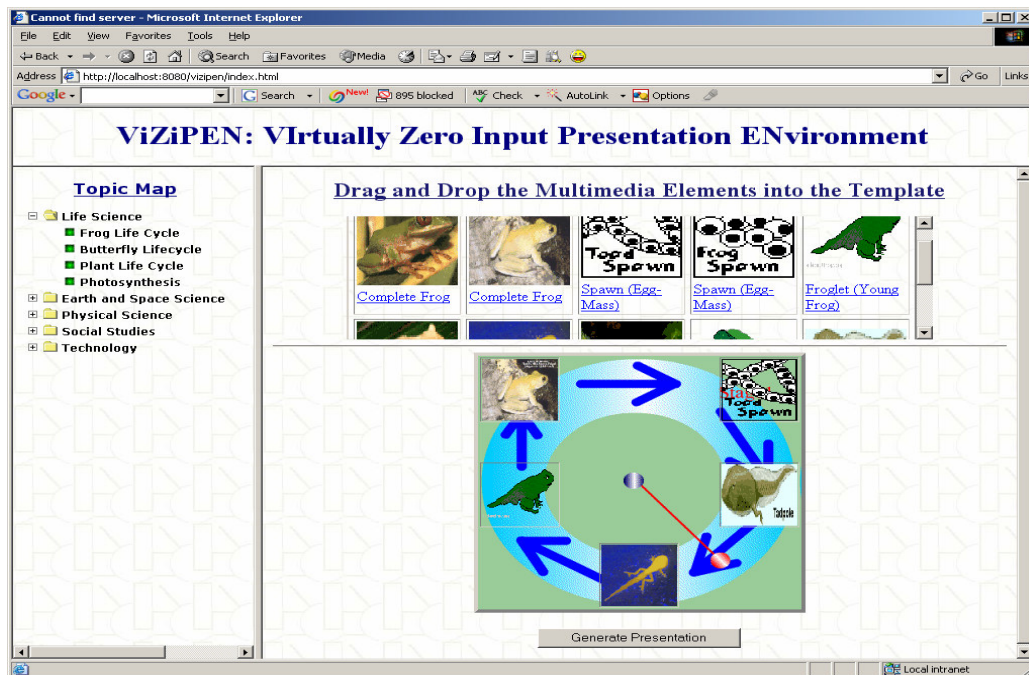 Cannot find server - Microsoft Internet Explorer
File Edit View Favorites Tools Help
Back Search Favorites Media
Address http://localhost:8080/vizipen/index.html Go Links
Google Search New! 895 blocked ABC Check AutoLink Options
ViZiPEN: VIrtually Zero Input Presentation ENvironment
Topic Map
Life Science
Frog Life Cycle
Butterfly Lifecycle
Plant Life Cycle
Photosynthesis
Earth and Space Science
Physical Science
Social Studies
Technology
Drag and Drop the Multimedia Elements into the Template
Toad Spawn
Frog Spawn
Complete Frog
Complete Frog
Spawn (Egg-Mass)
Spawn (Egg-Mass)
Froglet (Young Frog)
Toad
Spawn
Tadpole
Generate Presentation
Local intranet